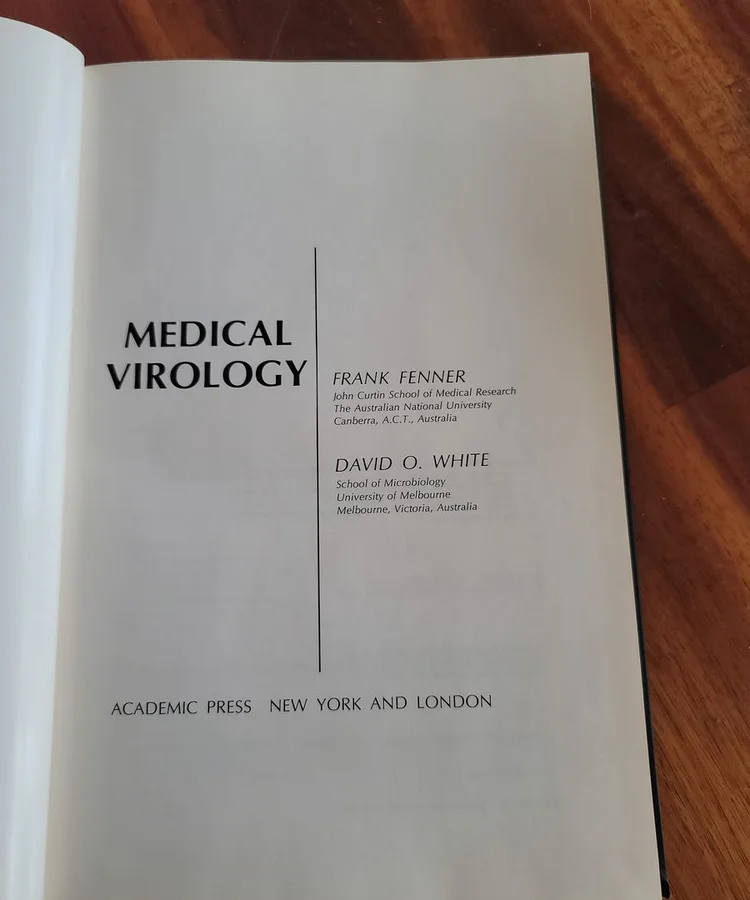 MEDICAL
VIROLOGY
FRANK FENNER
John Curtin School of Medical Research
The Australian National University
Canberra, A.C.T., Australia
DAVID O. WHITE
School of Microbiology
University of Melbourne
Melbourne, Victoria, Australia
ACADEMIC PRESS NEW YORK AND LONDON